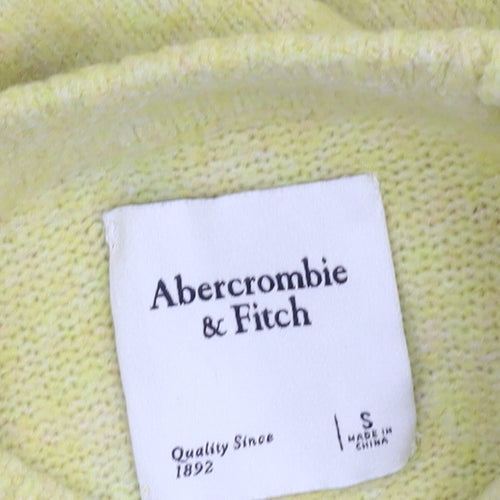 Abercrombie
& Fitch
Quality Since
1892
S
MADE IN
CHINA